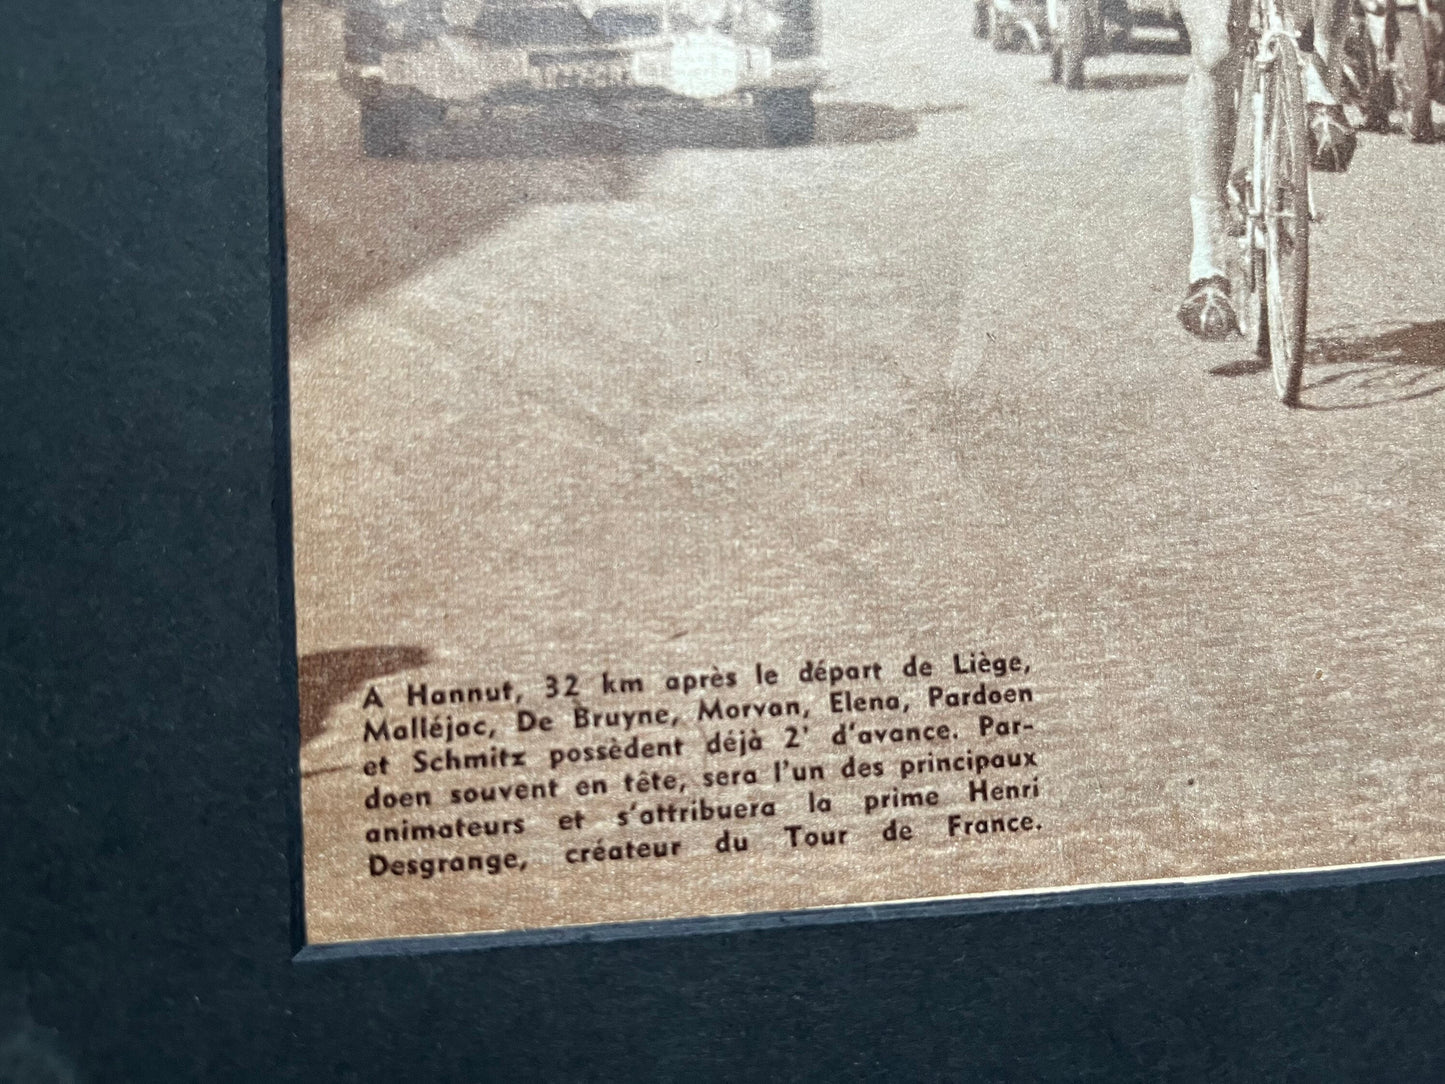 A Hannut, 32 km après le départ de Liège,
Malléjac, De Bruyne, Morvan, Elena, Pardoen
et Schmitz possèdent déjà 2' d'avance. Par-
doen souvent en tête, sera l'un des principaux
animateurs et s'attribuera la prime Henri
Desgrange, créateur du Tour de France.